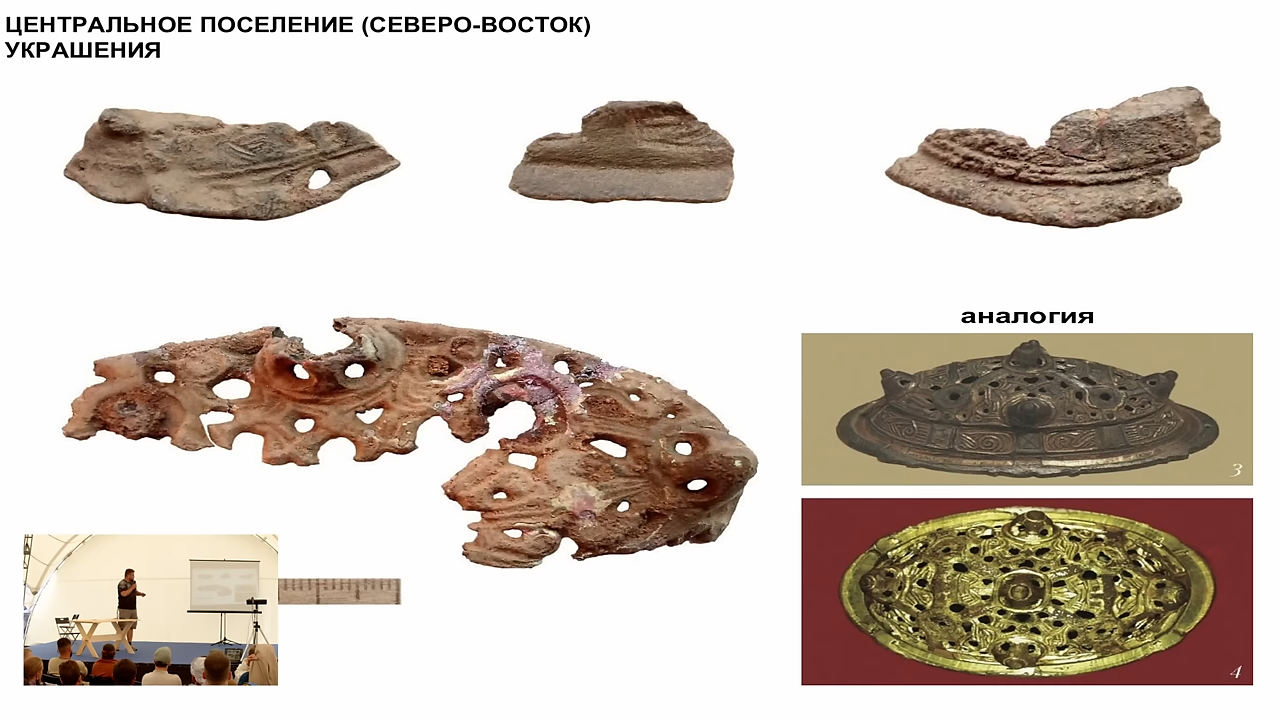 ЦЕНТРАЛЬНОЕ ПОСЕЛЕНИЕ (СЕВЕРО-ВОСТОК)
УКРАШЕНИЯ
аналогия
3
4